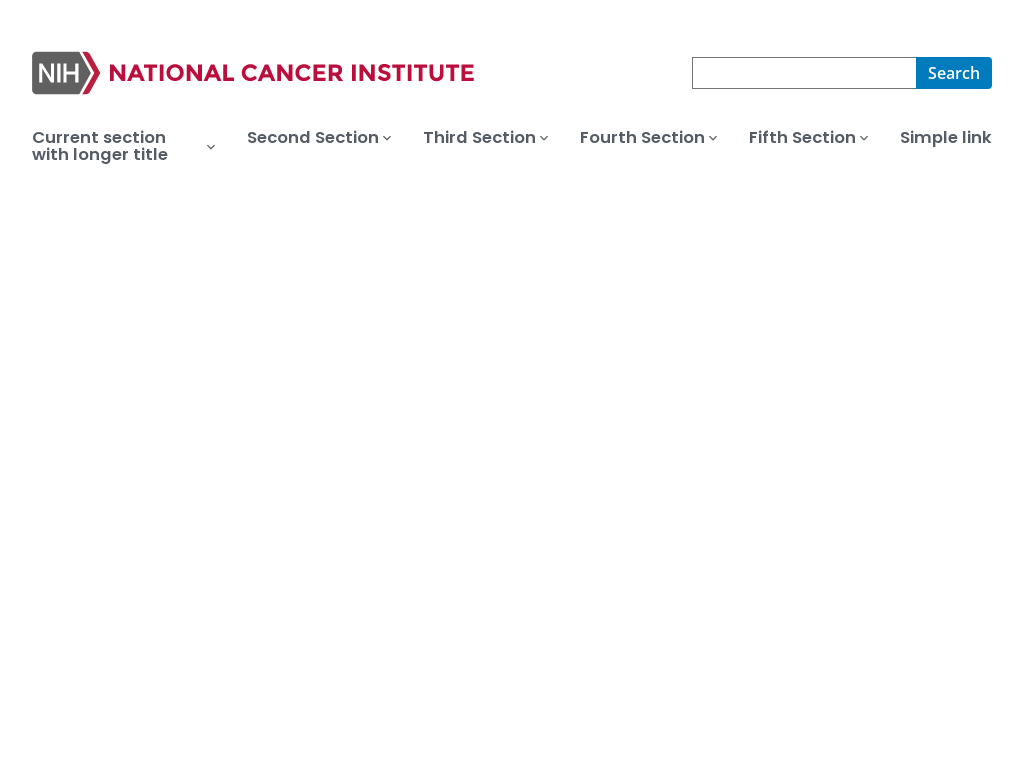 NIH NATIONAL CANCER INSTITUTE
Search
Current section
with longer title
Second Section
Third Section
Fourth Section
Fifth Section
Simple link